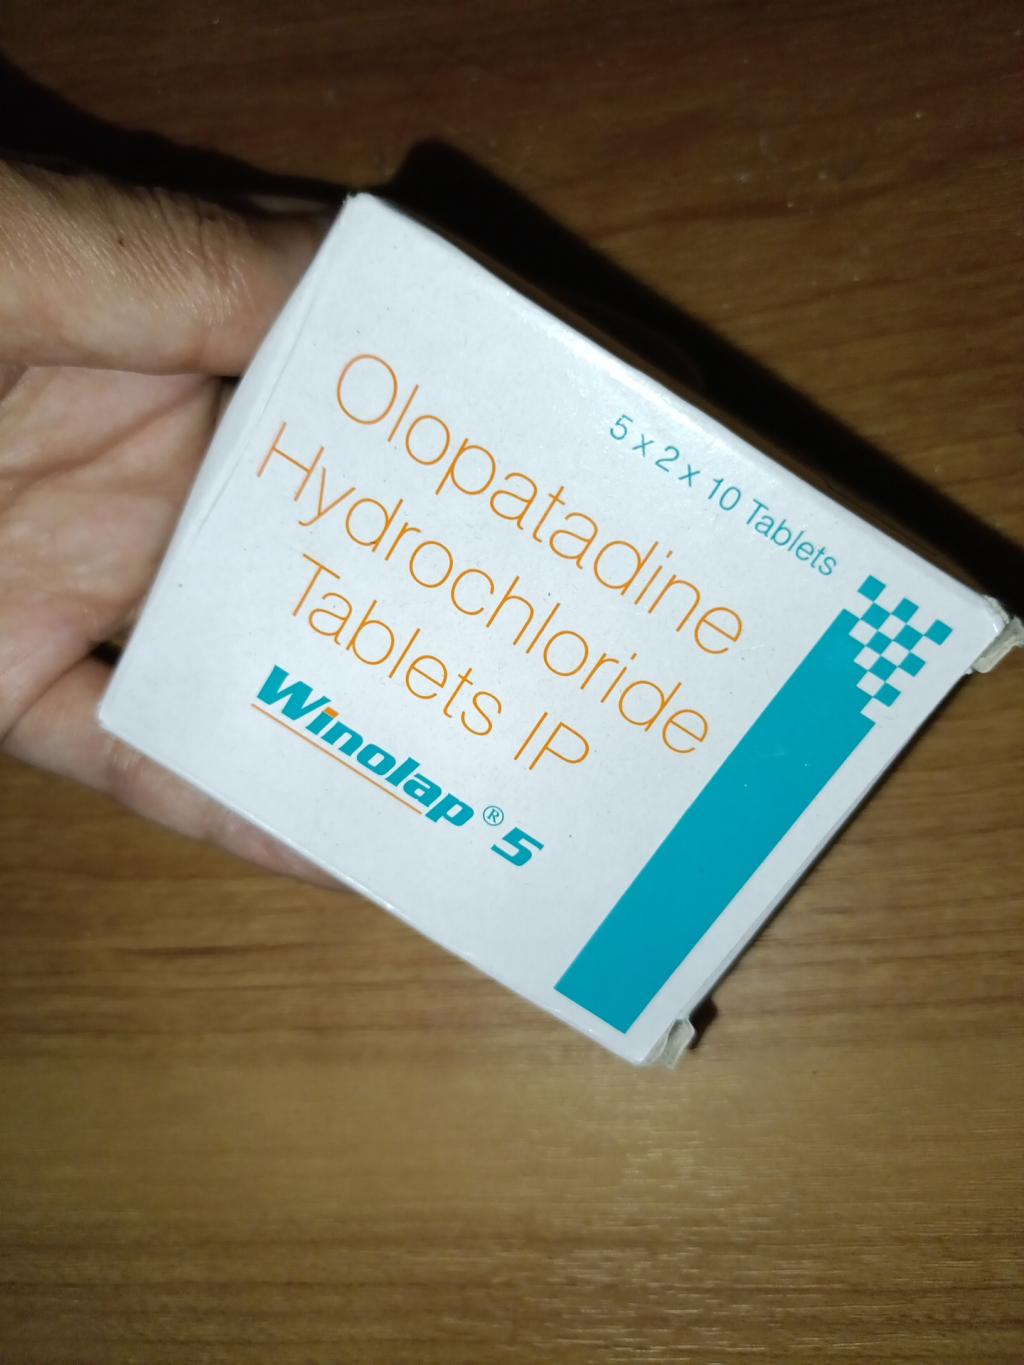 5 x 2 x 10 Tablets
Olopatadine
Hydrochloride
Tablets IP
Winolap® 5